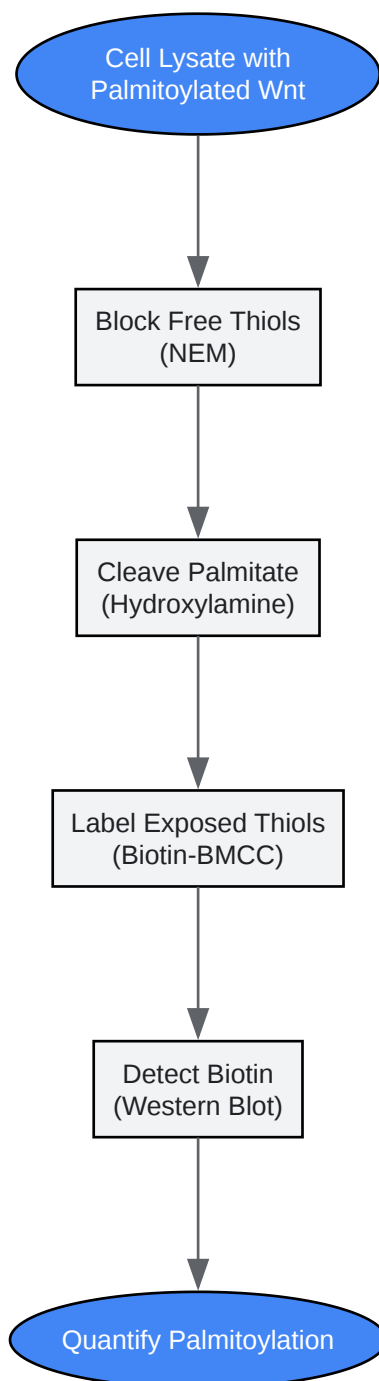 Cell Lysate with
Palmitoylated Wnt
Block Free Thiols
(NEM)
Cleave Palmitate
(Hydroxylamine)
Label Exposed Thiols
(Biotin-BMCC)
Detect Biotin
(Western Blot)
Quantify Palmitoylation